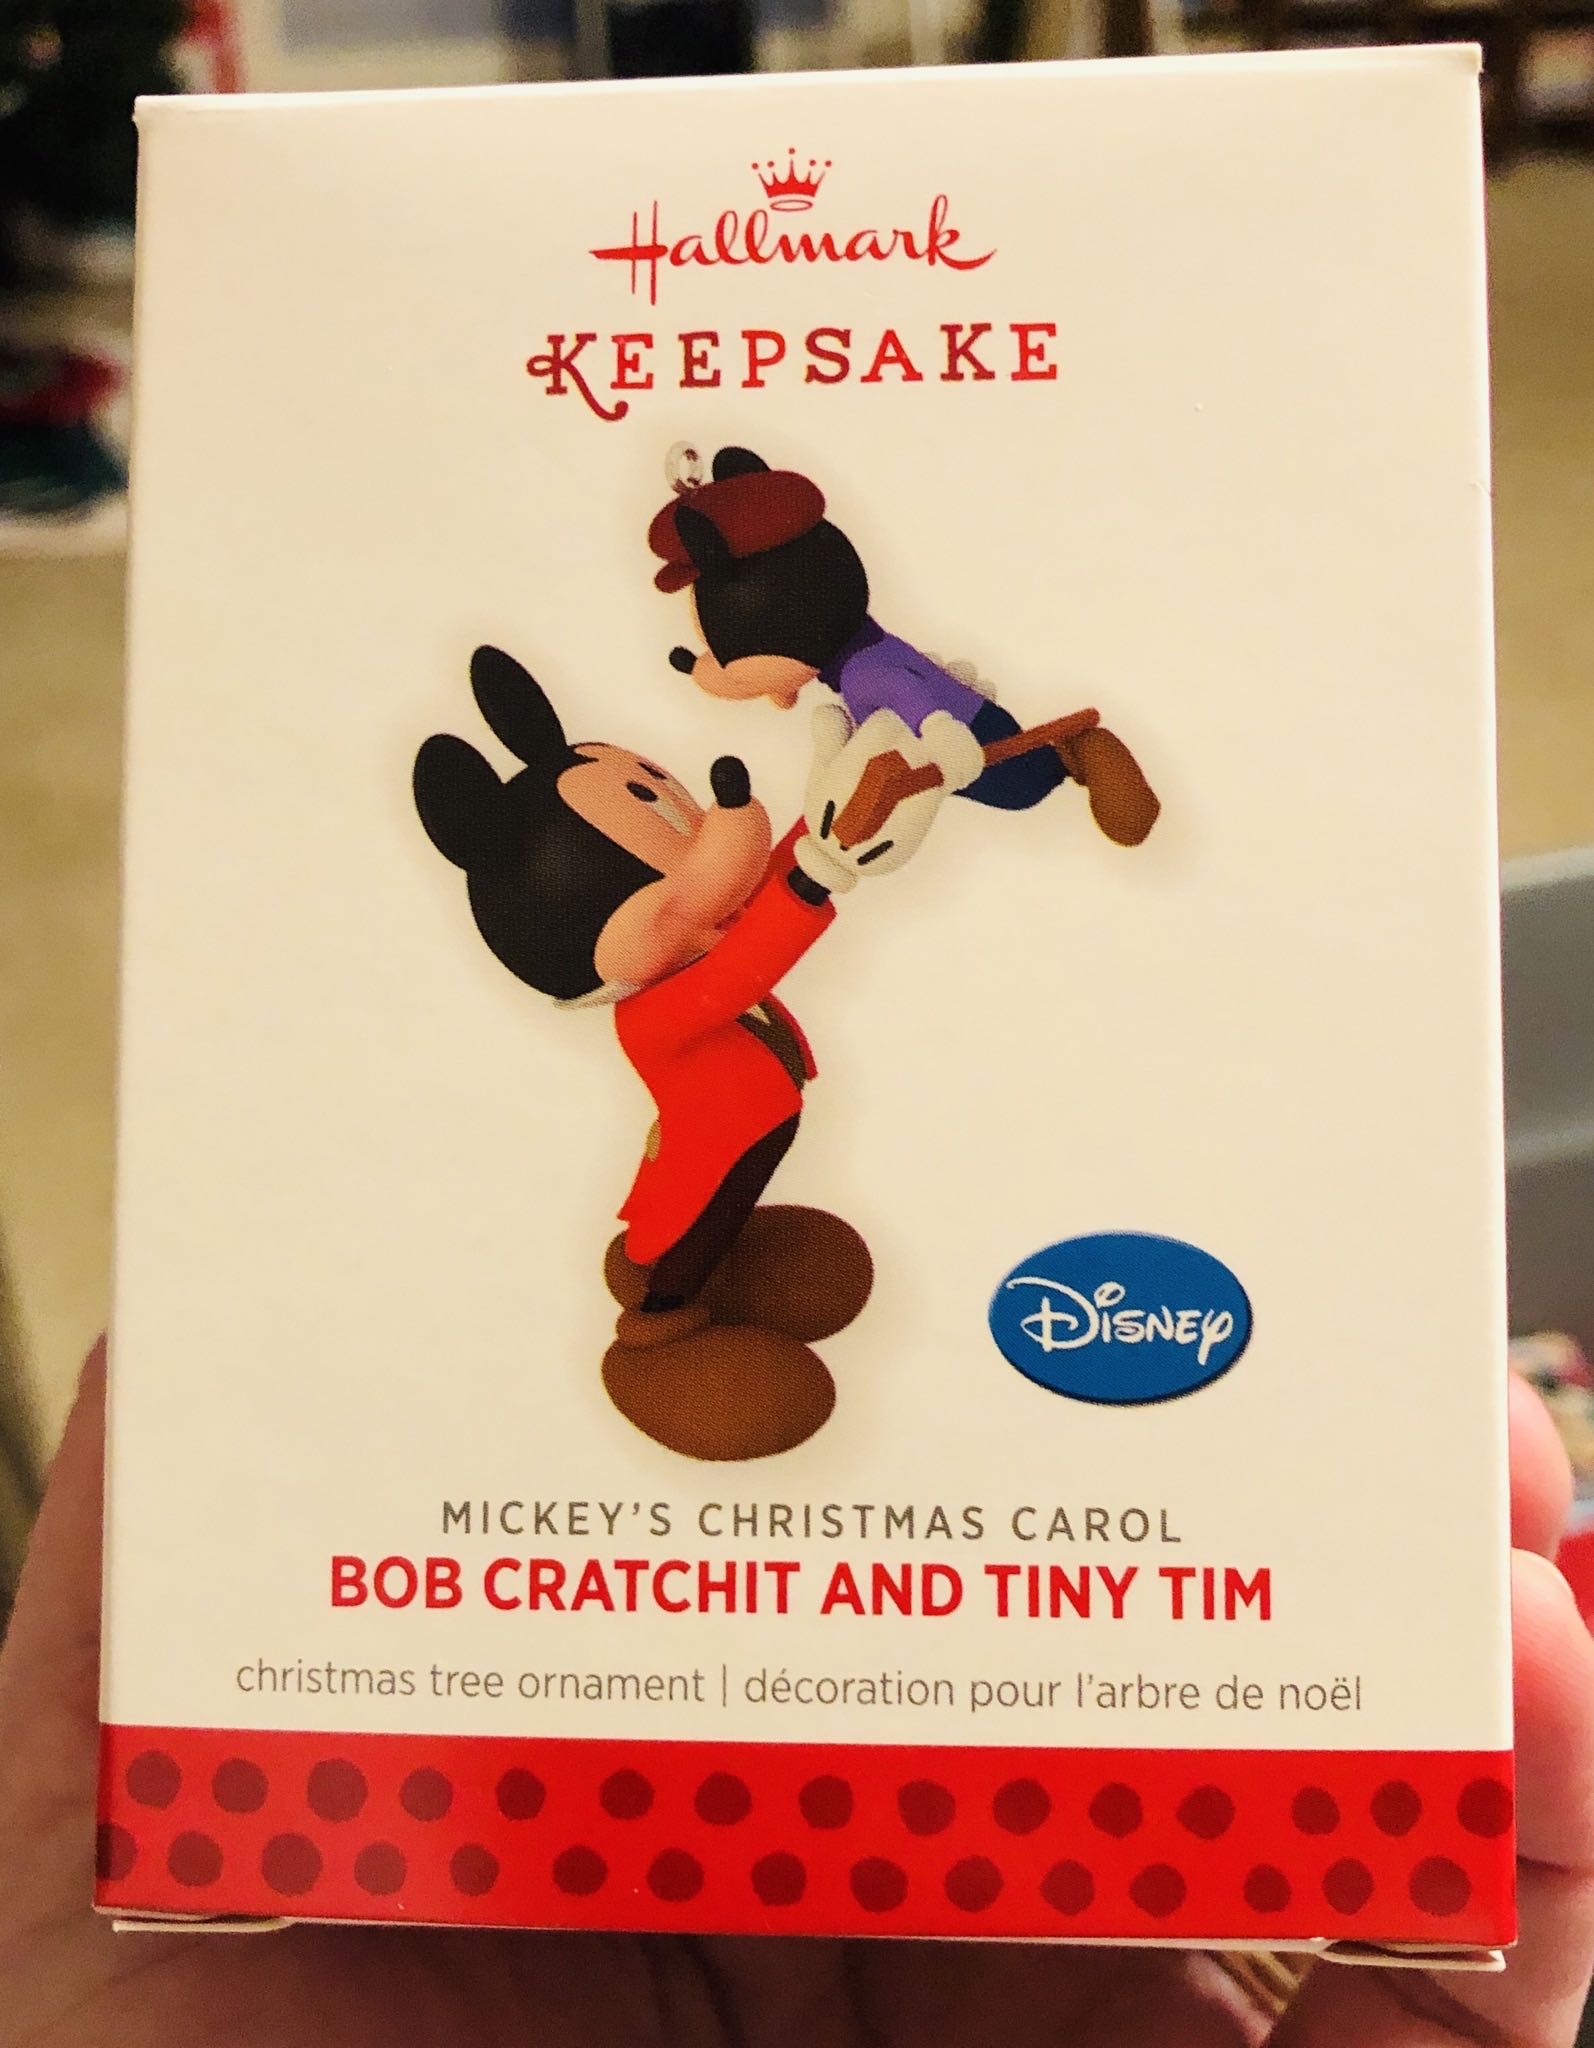 Hallmark
KEEPSAKE
Disney
MICKEY'S CHRISTMAS CAROL
BOB CRATCHIT AND TINY TIM
christmas tree ornament | décoration pour l'arbre de noël